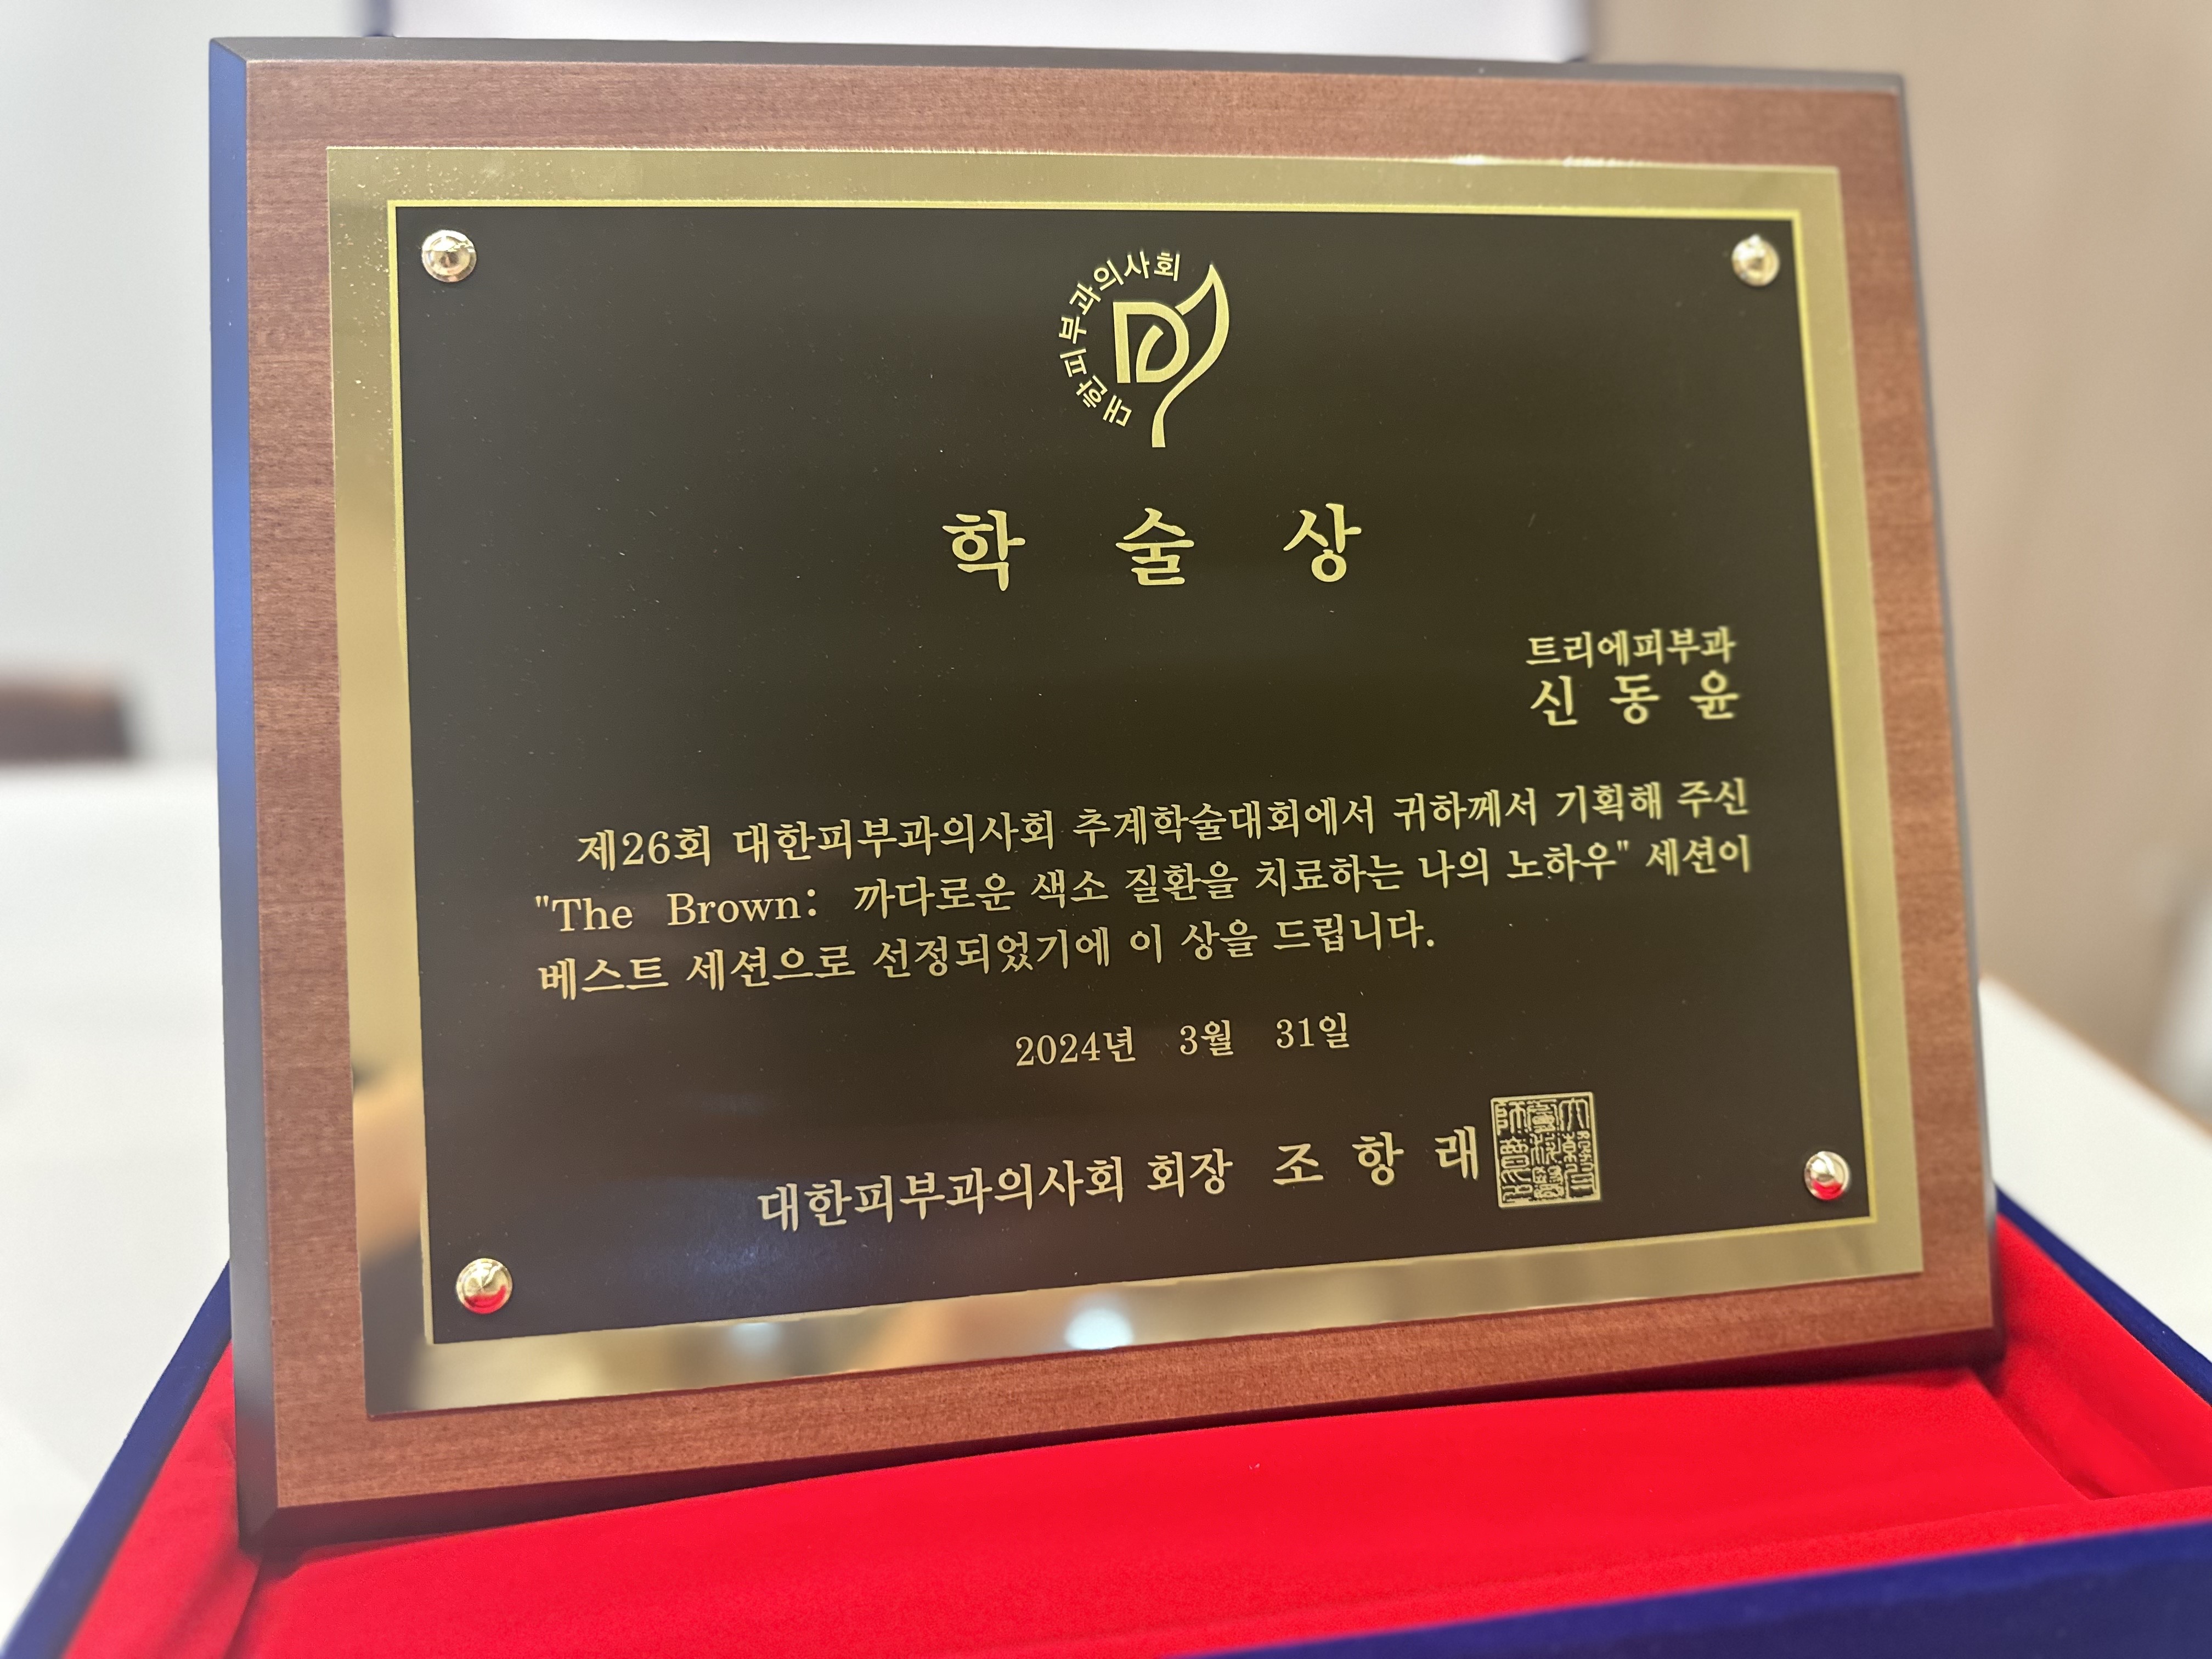 대한피부과의사회
학 술 상
트리에피부과
신 동 윤
제26회 대한피부과의사회 추계학술대회에서 귀하께서 기획해 주신
"The Brown: 까다로운 색소 질환을 치료하는 나의 노하우" 세션이
베스트 세션으로 선정되었기에 이 상을 드립니다.
2024년 3월 31일
대한피부과의사회 회장 조 항 래